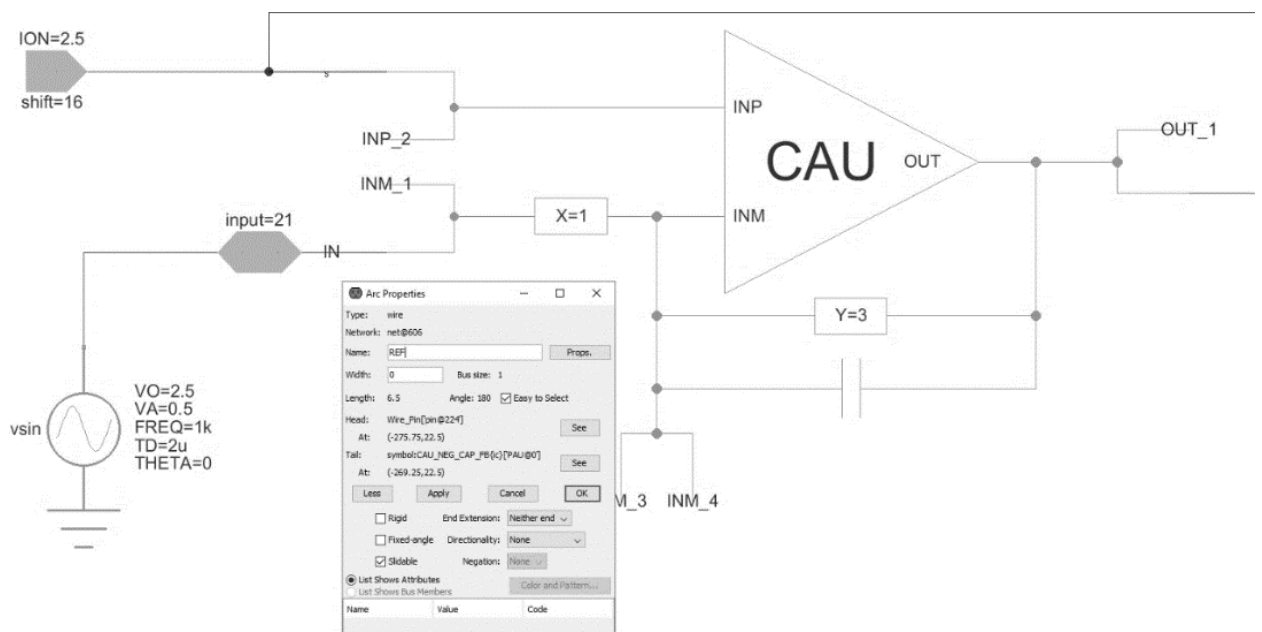 ION=2.5
shift=16
s
INP_2
INM_1
input=21
IN
X=1
INP
CAU
OUT
INM
OUT_1
Y=3
vsin
VO=2.5
VA=0.5
FREQ=1k
TD=2u
THETA=0
M_3
INM_4
Arc Properties
Type: wire
Network: net@606
Name: REF Props.
Width: 0 Bus size: 1
Length: 6.5 Angle: 180 Easy to Select
Head: Wire_Pin['pin@224'] See
At: (-275.75,22.5)
Tail: symbol:CAU_NEG_CAP_FB{ic}['PAU@0'] See
At: (-269.25,22.5)
Less Apply Cancel OK
Rigid End Extension: Neither end
Fixed-angle Directionality: None
Slidable Negation: None
List Shows Attributes Color and Pattern...
List Shows Bus Members
Name Value Code